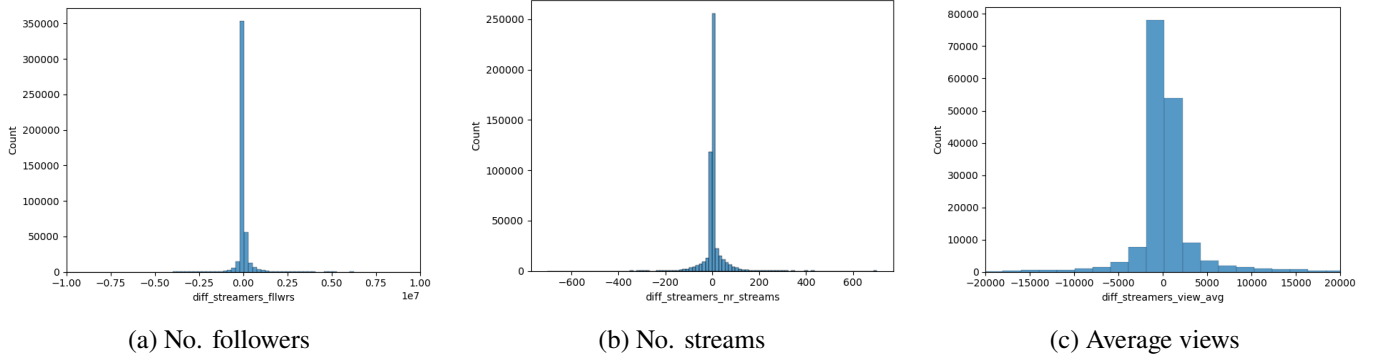 350000
300000
250000
200000
150000
100000
50000
0
Count
−1.00 −0.75 −0.50 −0.25 0.00 0.25 0.50 0.75 1.00
1e7
diff_streamers_fllwrs
(a) No. followers
250000
200000
150000
100000
50000
0
Count
−600 −400 −200 0 200 400 600
diff_streamers_nr_streams
(b) No. streams
80000
70000
60000
50000
40000
30000
20000
10000
0
Count
−20000 −15000 −10000 −5000 0 5000 10000 15000 20000
diff_streamers_view_avg
(c) Average views